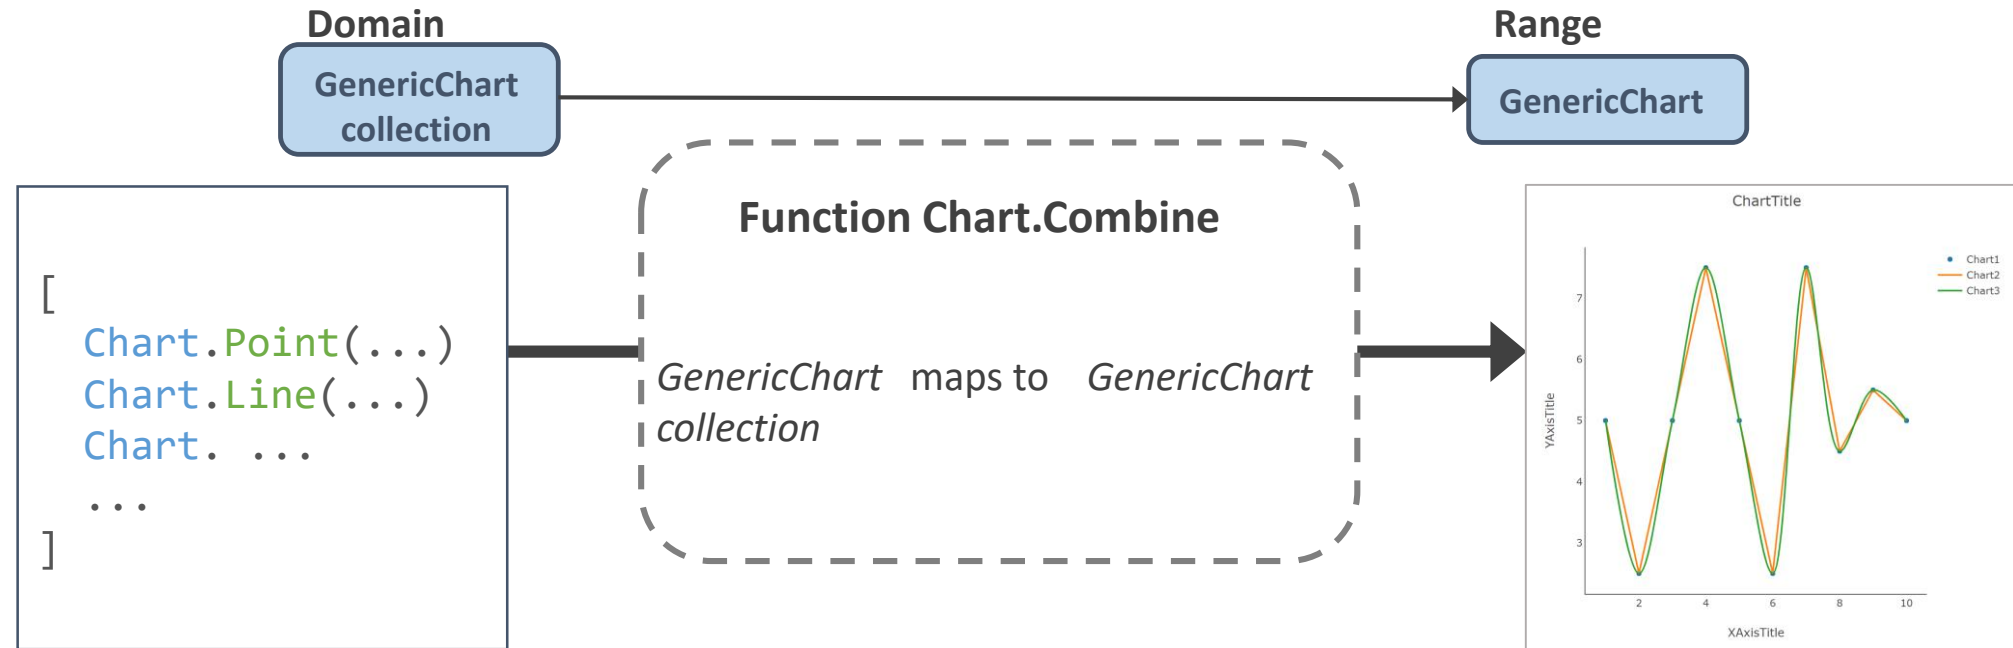 Domain
Range
GenericChart
collection
GenericChart
Function Chart.Combine
GenericChart maps to GenericChart
collection
[
Chart.Point(...)
Chart.Line(...)
Chart. ...
...
]
ChartTitle
Chart1
Chart2
Chart3
7
6
5
4
3
YAxisTitle
2 4 6 8 10
XAxisTitle